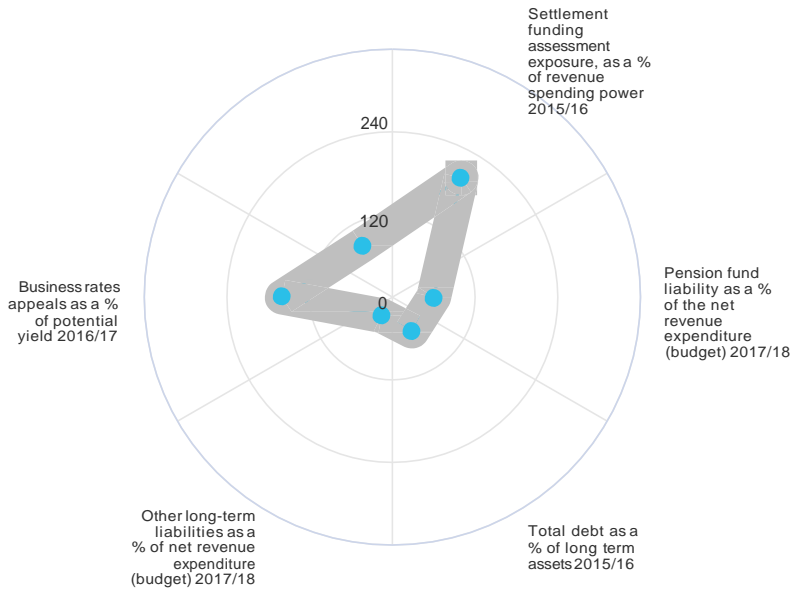 Settlement
funding
assessment
exposure, as a %
of revenue
spending power
2015/16
240
120
0
Business rates
appeals as a %
of potential
yield 2016/17
Pension fund
liability as a %
of the net
revenue
expenditure
(budget) 2017/18
Other long-term
liabilities as a
% of net revenue
expenditure
(budget) 2017/18
Total debt as a
% of long term
assets 2015/16